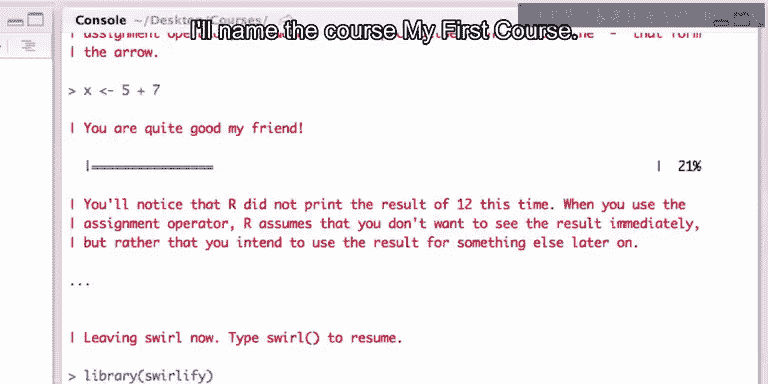 Console ~/Desktop/Courses/
I'll name the course My First Course.
| the arrow.
> x <- 5 + 7
| You are quite good my friend!
|================== | 21%
| You'll notice that R did not print the result of 12 this time. When you use the
| assignment operator, R assumes that you don't want to see the result immediately,
| but rather that you intend to use the result for something else later on.
...
| Leaving swirl now. Type swirl() to resume.
> library(swirlify)